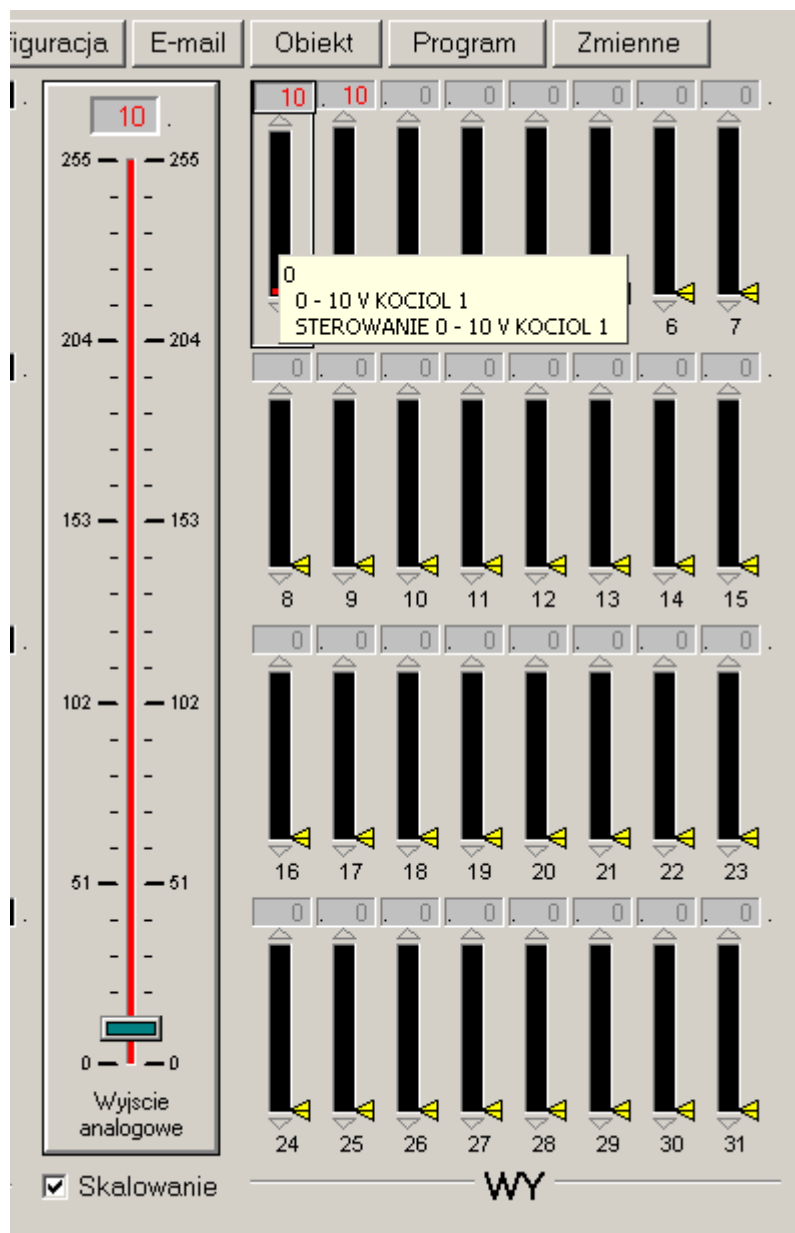 figuracja E-mail Obiekt Program Zmienne
10 .
10 . 10 . 0 . 0 . 0 . 0 . 0 . 0 .
255 255
204 204
153 153
102 102
51 51
0 0
Wyjscie
analogowe
Skalowanie
0
0 - 10 V KOCIOL 1
STEROWANIE 0 - 10 V KOCIOL 1
6 7
0 . 0 . 0 . 0 . 0 . 0 . 0 . 0 .
8 9 10 11 12 13 14 15
0 . 0 . 0 . 0 . 0 . 0 . 0 . 0 .
16 17 18 19 20 21 22 23
0 . 0 . 0 . 0 . 0 . 0 . 0 . 0 .
24 25 26 27 28 29 30 31
WY